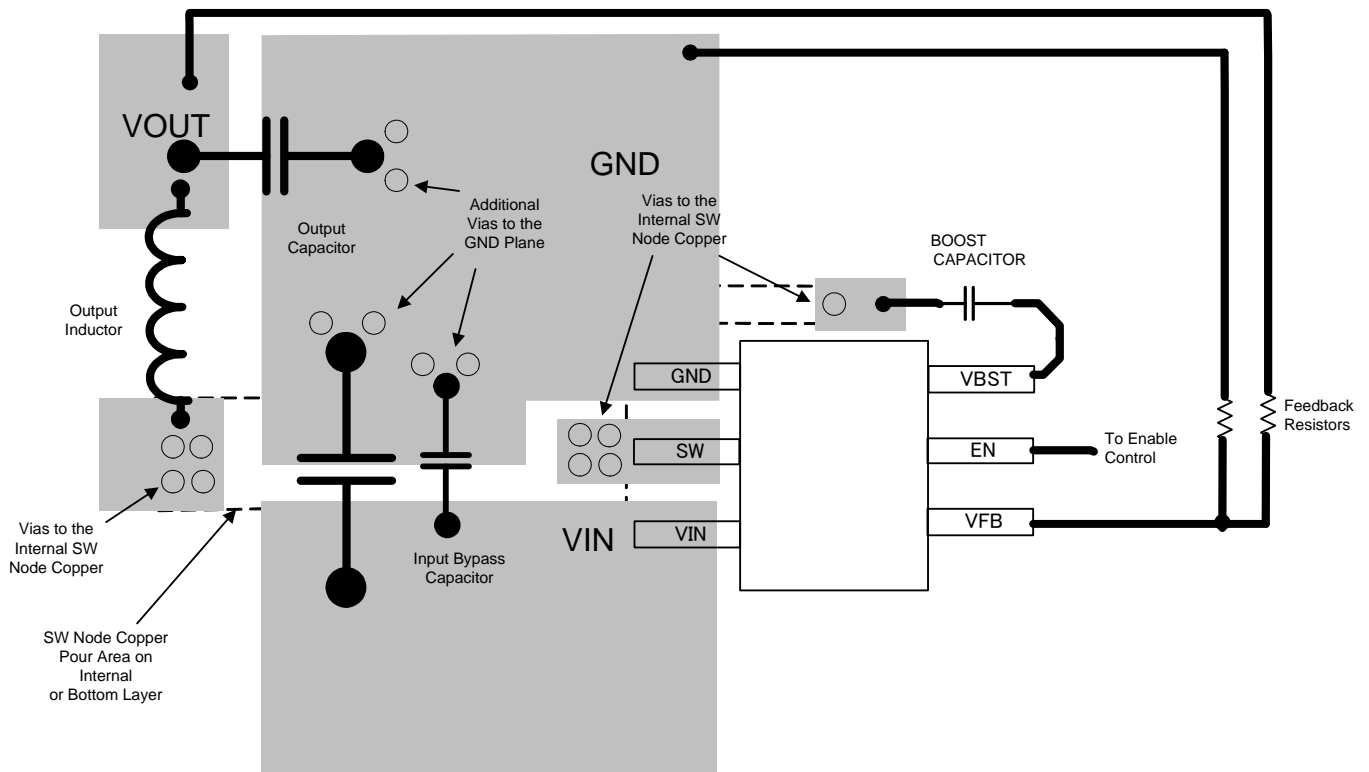 VOUT
GND
Additional
Vias to the
GND Plane
Output
Capacitor
Vias to the
Internal SW
Node Copper
BOOST
CAPACITOR
Output
Inductor
GND
VBST
SW
EN
To Enable
Control
Feedback
Resistors
VIN
VIN
VFB
Input Bypass
Capacitor
Vias to the
Internal SW
Node Copper
SW Node Copper
Pour Area on
Internal
or Bottom Layer